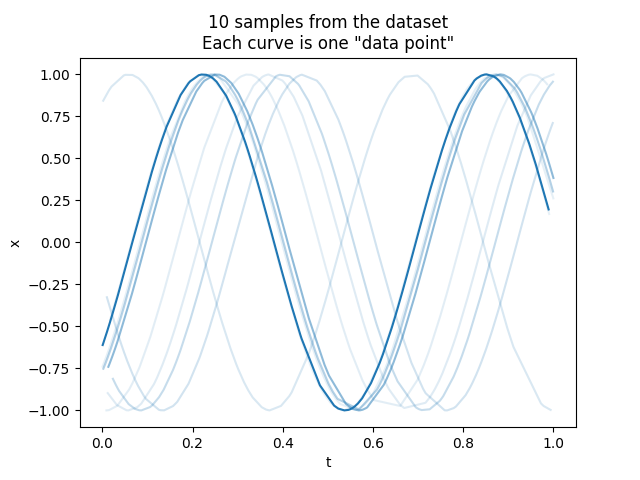 10 samples from the dataset
Each curve is one "data point"
1.00
0.75
0.50
0.25
0.00
−0.25
−0.50
−0.75
−1.00
x
0.0 0.2 0.4 0.6 0.8 1.0
t